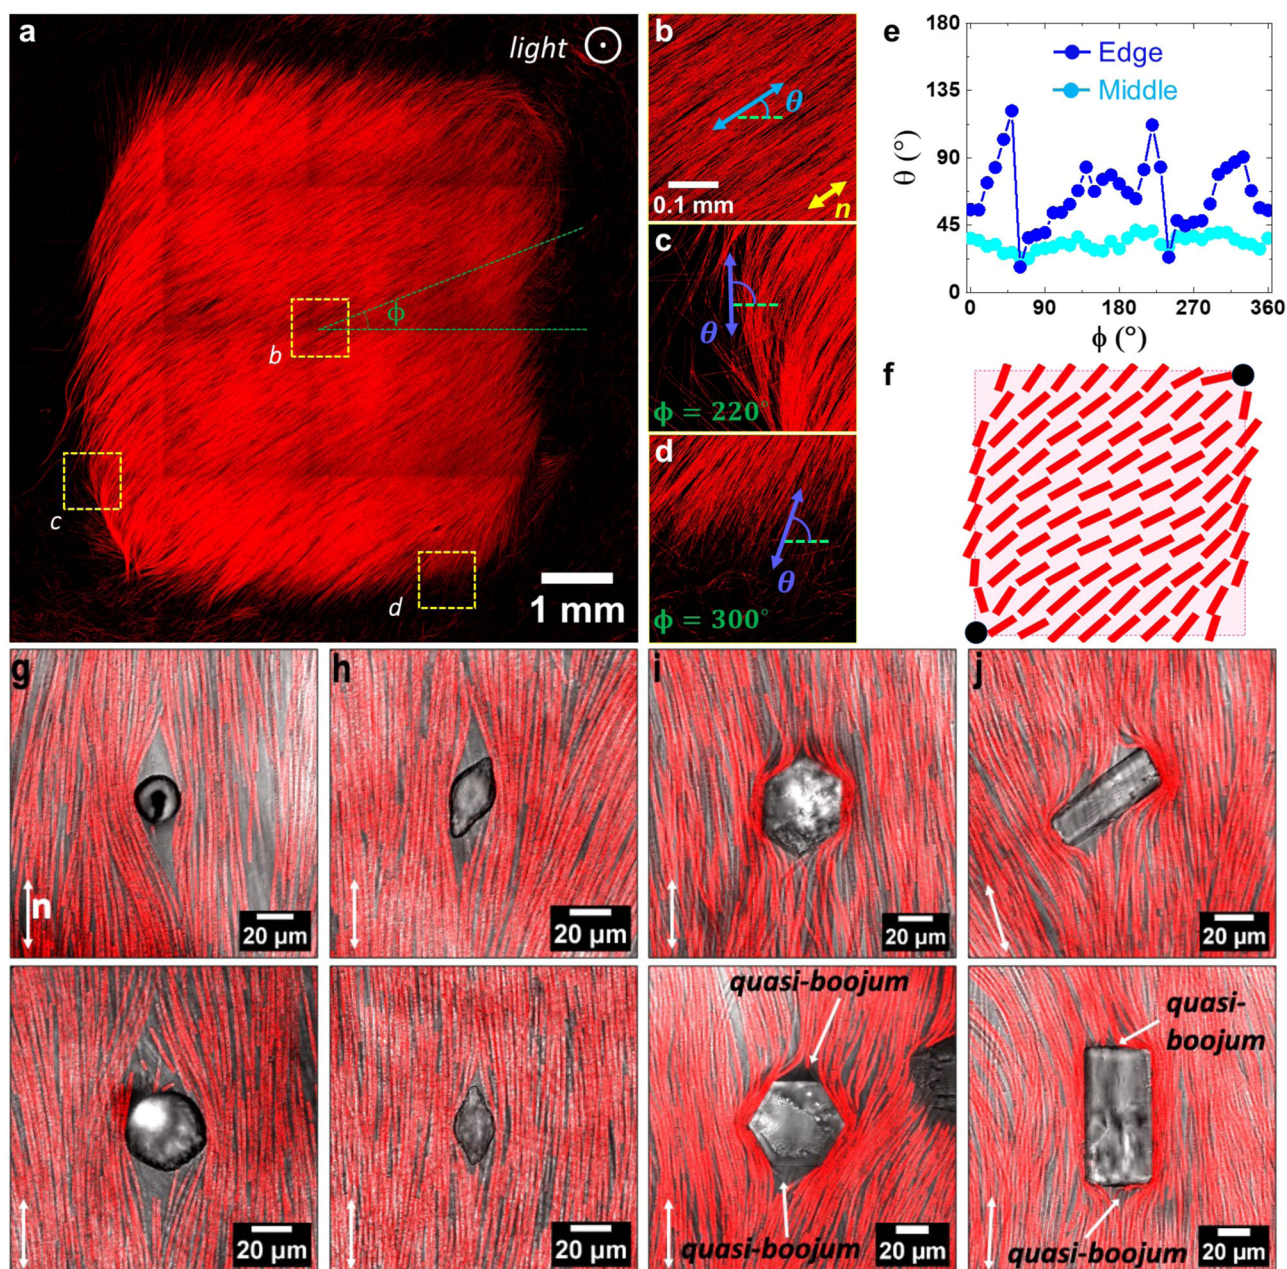 a
light
b
ϕ
c
d
1 mm
b
θ
0.1 mm
n
c
θ
ϕ = 220°
d
θ
ϕ = 300°
e
180
135
90
45
0
θ (°)
Edge
Middle
0
90
180
270
360
ϕ (°)
f
g
n
20 µm
h
20 µm
i
20 µm
j
20 µm
20 µm
20 µm
quasi-boojum
quasi-boojum
20 µm
quasi-
boojum
quasi-boojum
20 µm